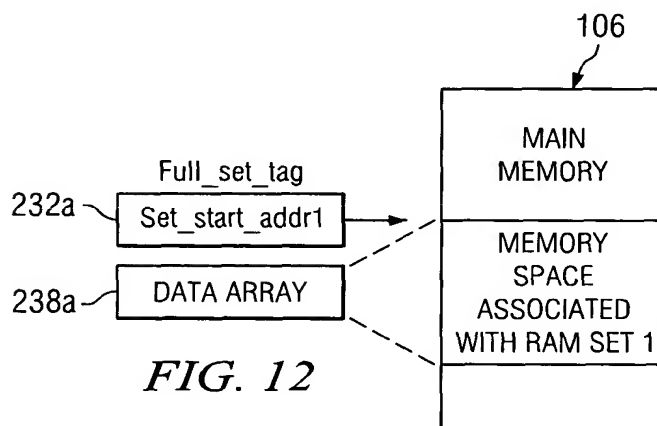 106
MAIN
MEMORY
Full_set_tag
232a
Set_start_addr1
MEMORY
SPACE
ASSOCIATED
WITH RAM SET 1
238a
DATA ARRAY
FIG. 12